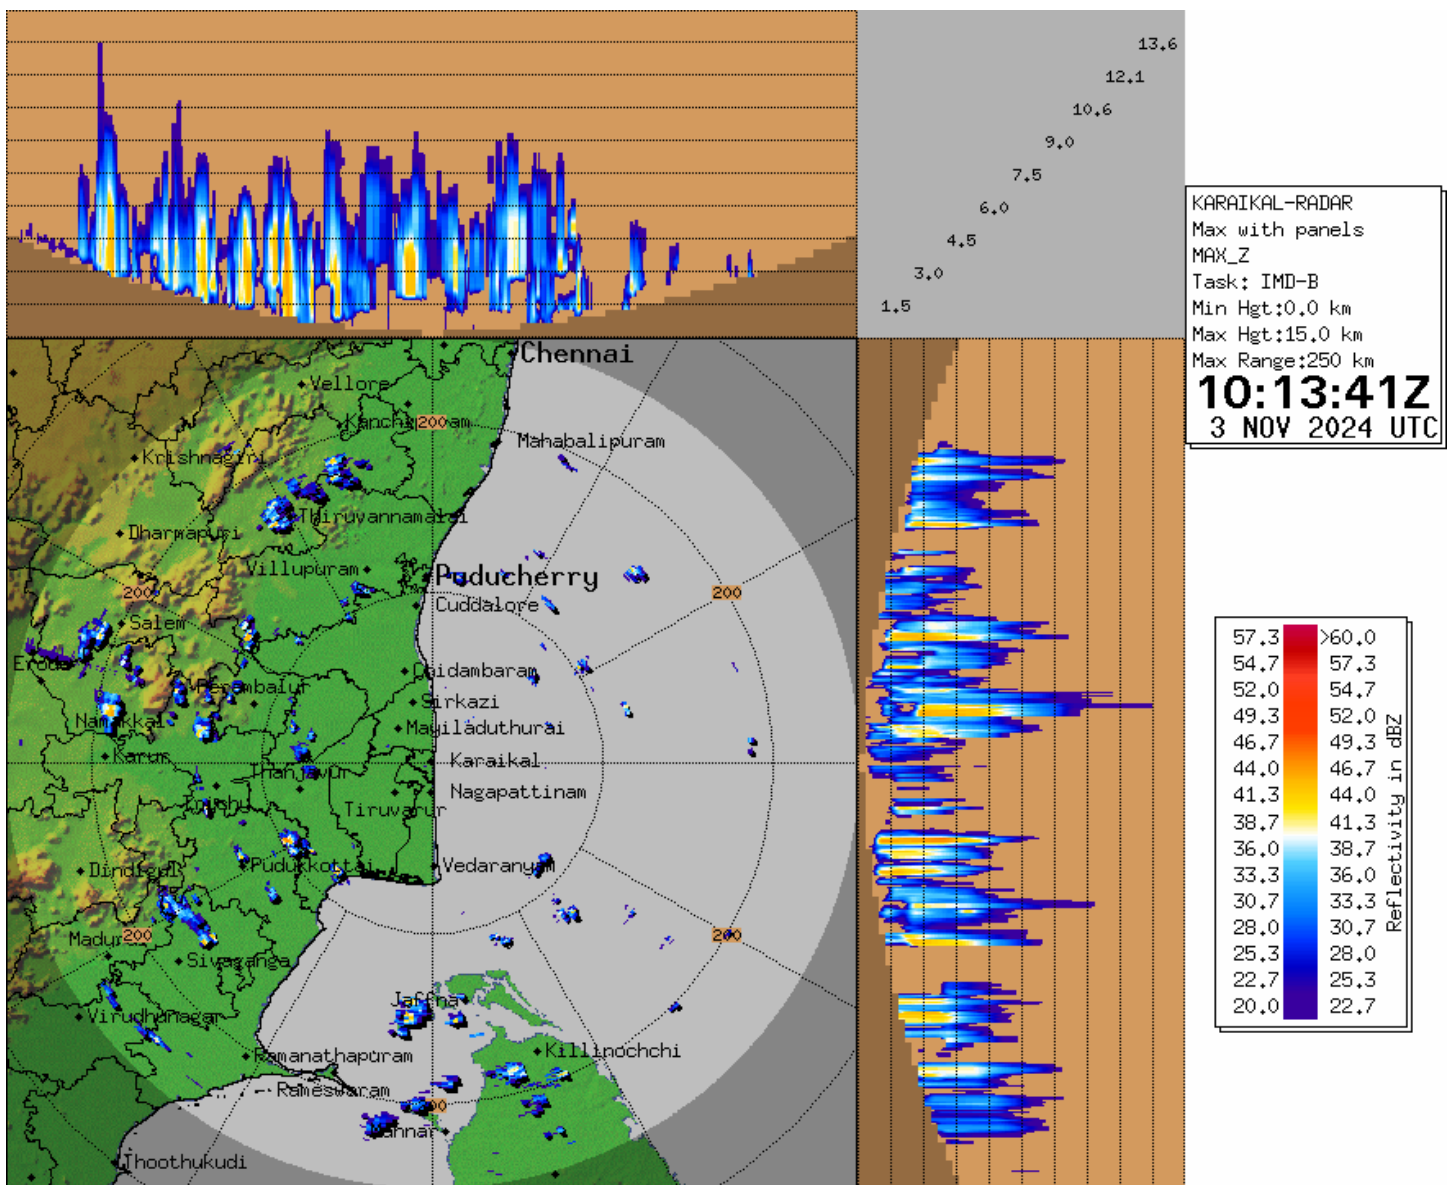 13.6
12.1
10.6
9.0
7.5
6.0
4.5
3.0
1.5
KARAIKAL-RADAR
Max with panels
MAX_Z
Task: IMD-B
Min Hgt:0.0 km
Max Hgt:15.0 km
Max Range:250 km
10:13:41Z
3 NOV 2024 UTC
Chennai
Vellore
200
Mahabalipuram
Krishnagiri
Thiruvannamalai
Dharmapuri
Villupuram
Puducherry
200
200
Cuddalore
Salem
Erode
Chidambaram
Perambalur
Sirkazi
Namakkal
Mayiladuthurai
Karur
Karaikal
Thanjavur
Nagapattinam
Tiruvarur
Pudukkottai
Vedaranyam
Dindigul
200
200
Sivaganga
Jaffna
Virudhunagar
Killinochchi
Ramanathapuram
Rameswaram
Mannar
Thoothukudi
57.3 >60.0
54.7 57.3
52.0 54.7
49.3 52.0
46.7 49.3
44.0 46.7
41.3 44.0
38.7 41.3
36.0 38.7
33.3 36.0
30.7 33.3
28.0 30.7
25.3 28.0
22.7 25.3
20.0 22.7
Reflectivity in dBZ